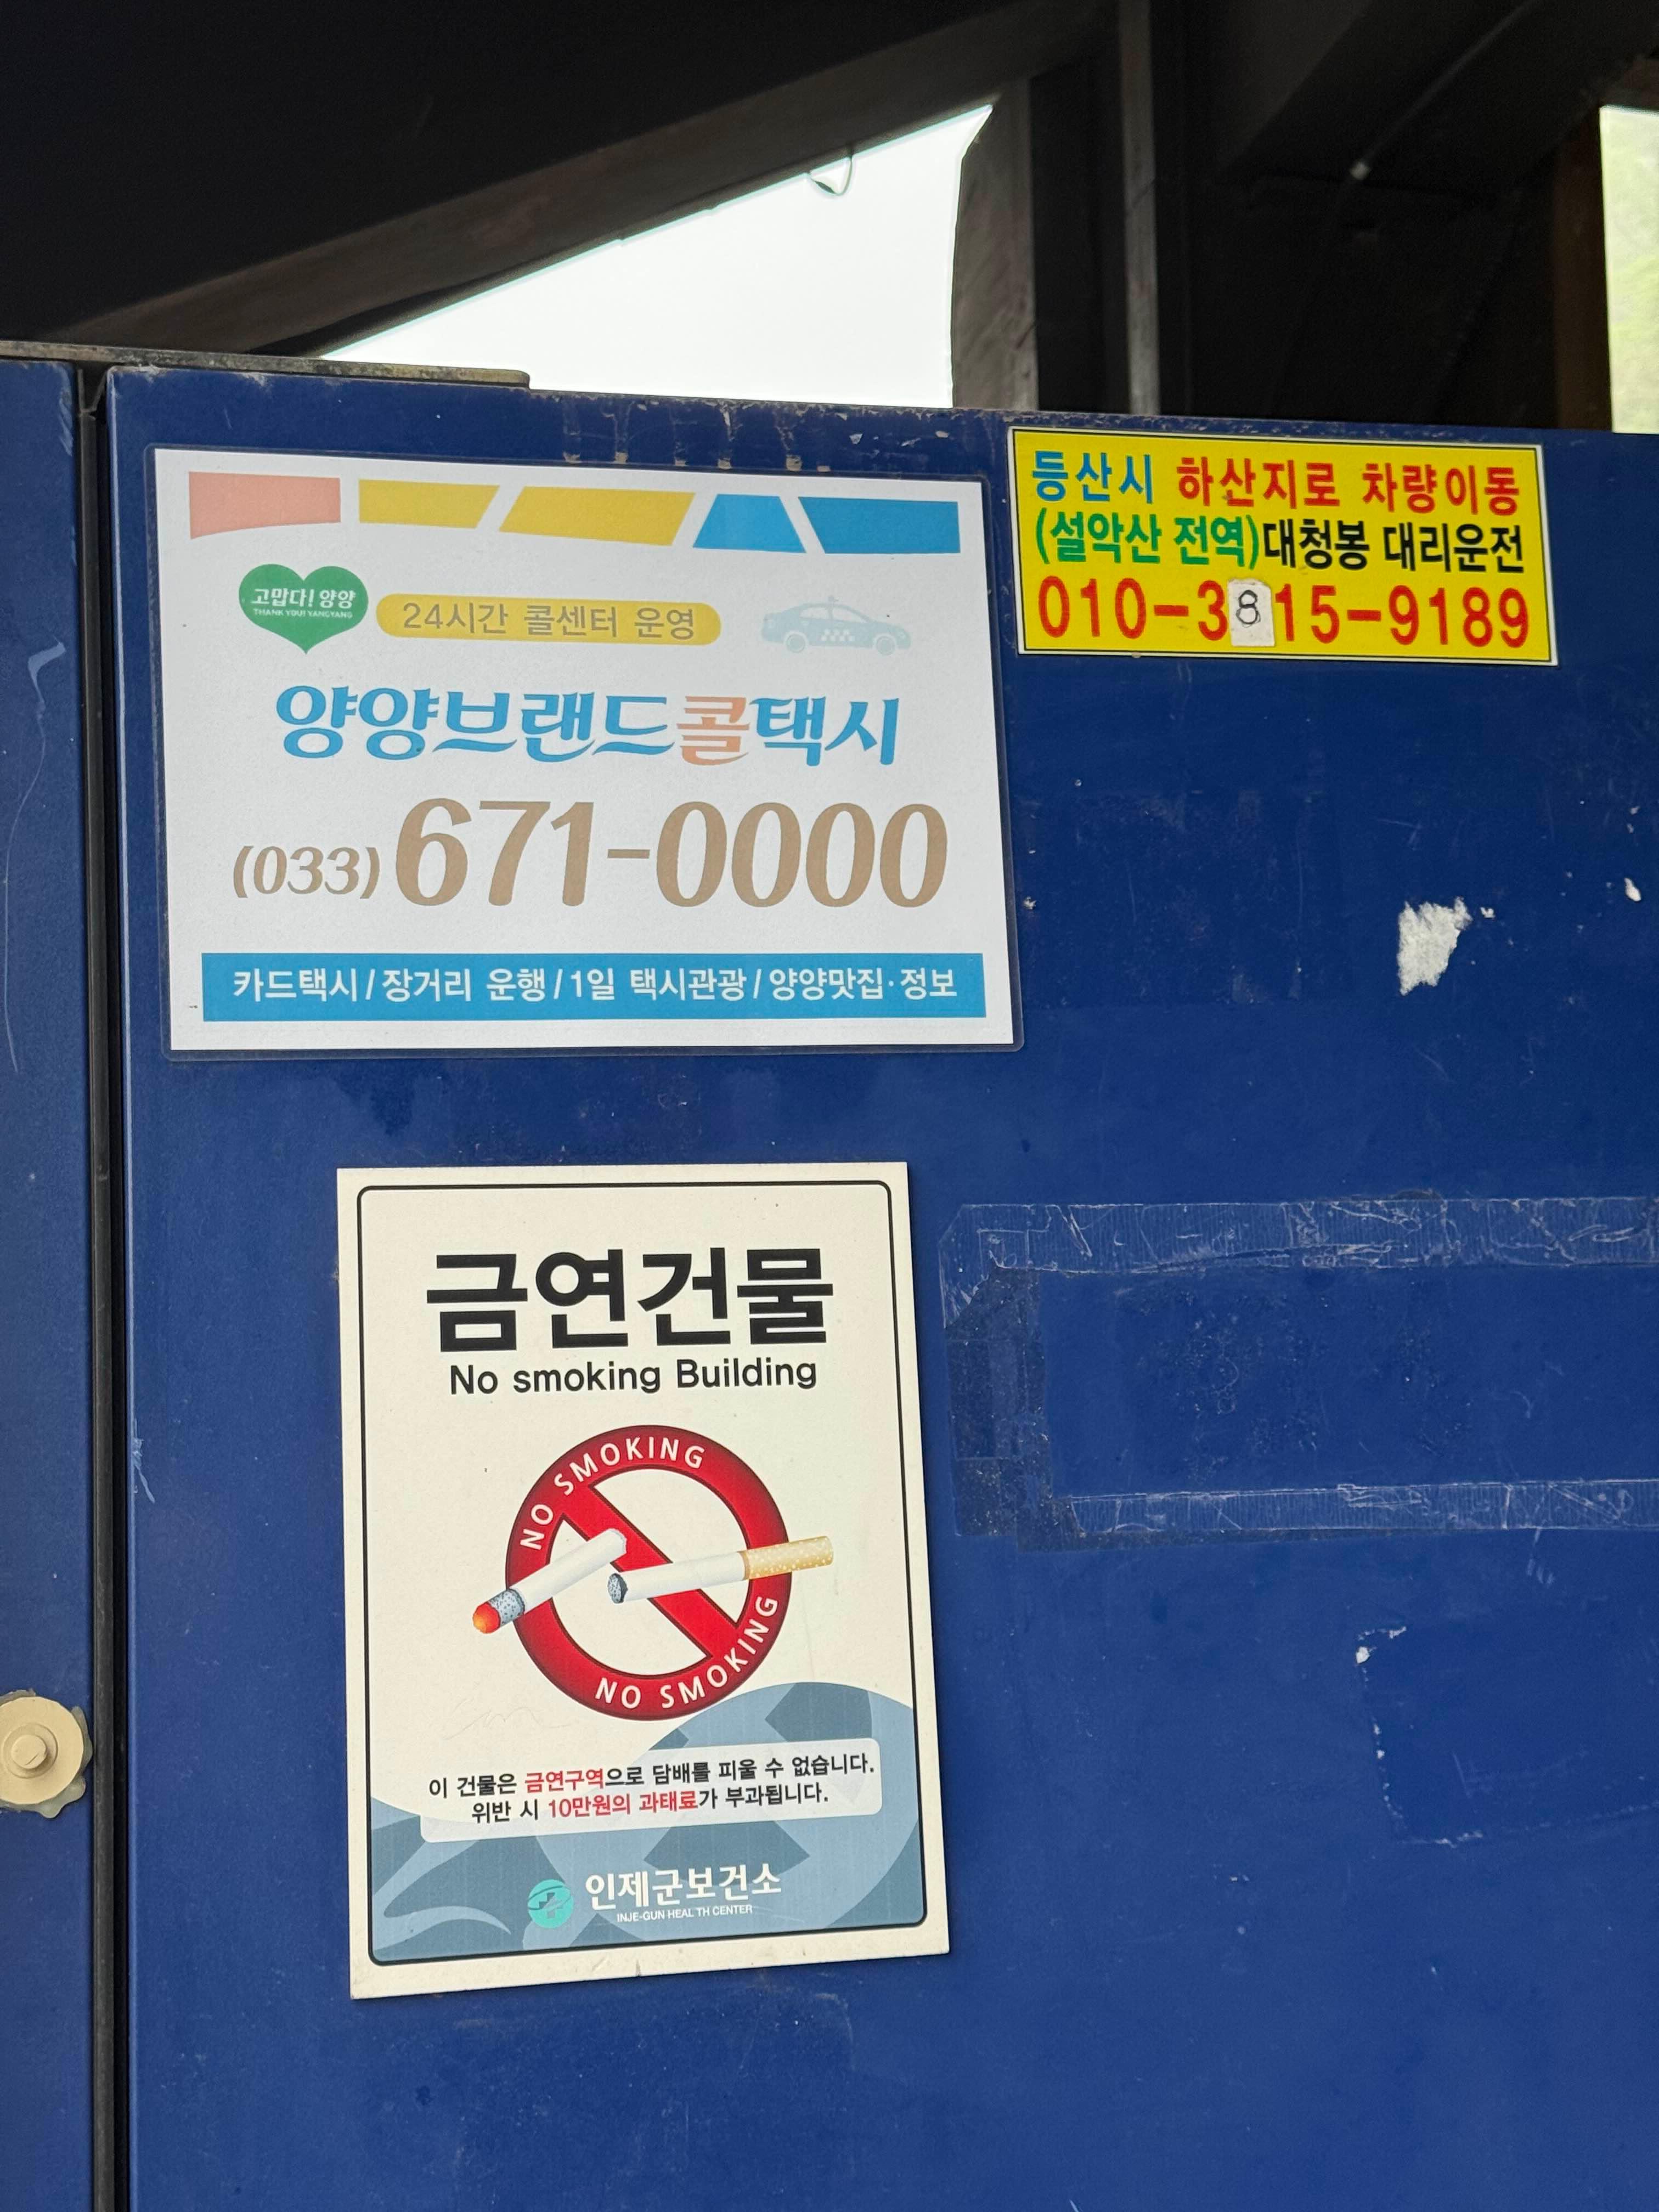 고맙다! 양양
THANK YOU! YANGYANG
24시간 콜센터 운영
양양브랜드콜택시
(033) 671-0000
카드택시 / 장거리 운행 / 1일 택시관광 / 양양맛집·정보
등산시 하산지로 차량이동
(설악산 전역)대청봉 대리운전
010-3815-9189
금연건물
No smoking Building
NO SMOKING
NO SMOKING
이 건물은 금연구역으로 담배를 피울 수 없습니다.
위반 시 10만원의 과태료가 부과됩니다.
인제군보건소
INJE-GUN HEALTH CENTER